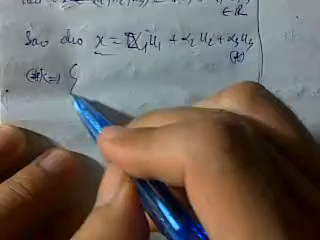 ∈ ℝ
Sao cho x = α₁u₁ + α₂u₂ + α₃u₃
(*)
(*) ⇔ {